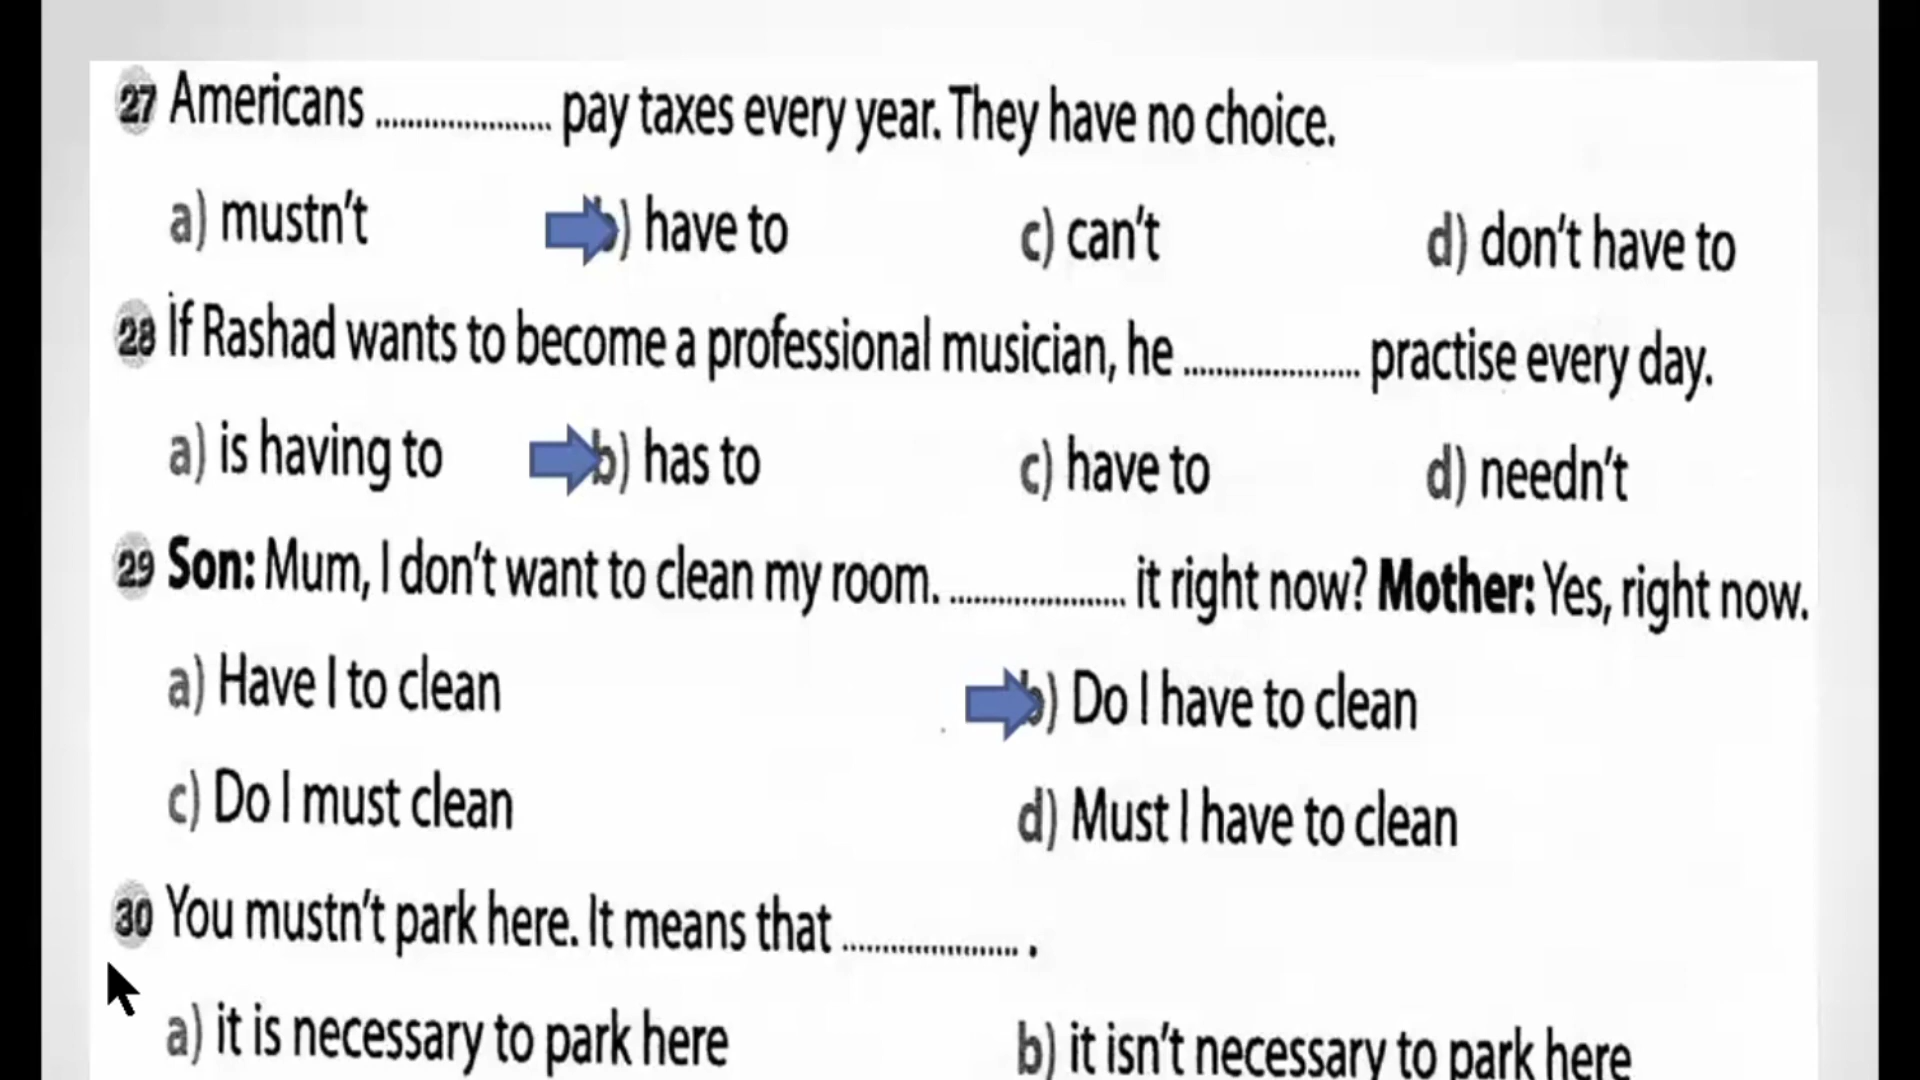 27 Americans ..................... pay taxes every year. They have no choice.
a) mustn't b) have to c) can't d) don't have to
28 If Rashad wants to become a professional musician, he ..................... practise every day.
a) is having to b) has to c) have to d) needn't
29 Son: Mum, I don't want to clean my room. ..................... it right now? Mother: Yes, right now.
a) Have I to clean b) Do I have to clean
c) Do I must clean d) Must I have to clean
30 You mustn't park here. It means that ..................... .
a) it is necessary to park here b) it isn't necessary to park here